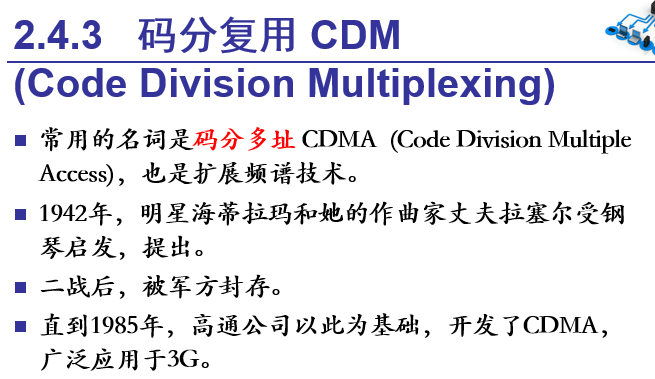 2.4.3 码分复用 CDM
(Code Division Multiplexing)
常用的名词是码分多址 CDMA (Code Division Multiple
Access)，也是扩展频谱技术。
1942年，明星海蒂拉玛和她的作曲家丈夫拉塞尔受钢
琴启发，提出。
二战后，被军方封存。
直到1985年，高通公司以此为基础，开发了CDMA，
广泛应用于3G。